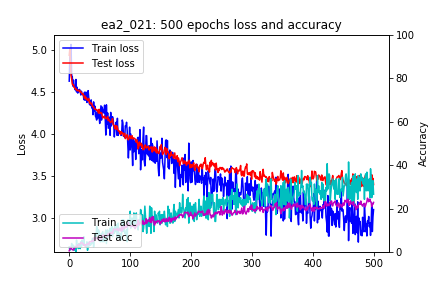 ea2_021: 500 epochs loss and accuracy
Train loss
Test loss
Train acc
Test acc
Loss
5.0
4.5
4.0
3.5
3.0
Accuracy
100
80
60
40
20
0
0 100 200 300 400 500